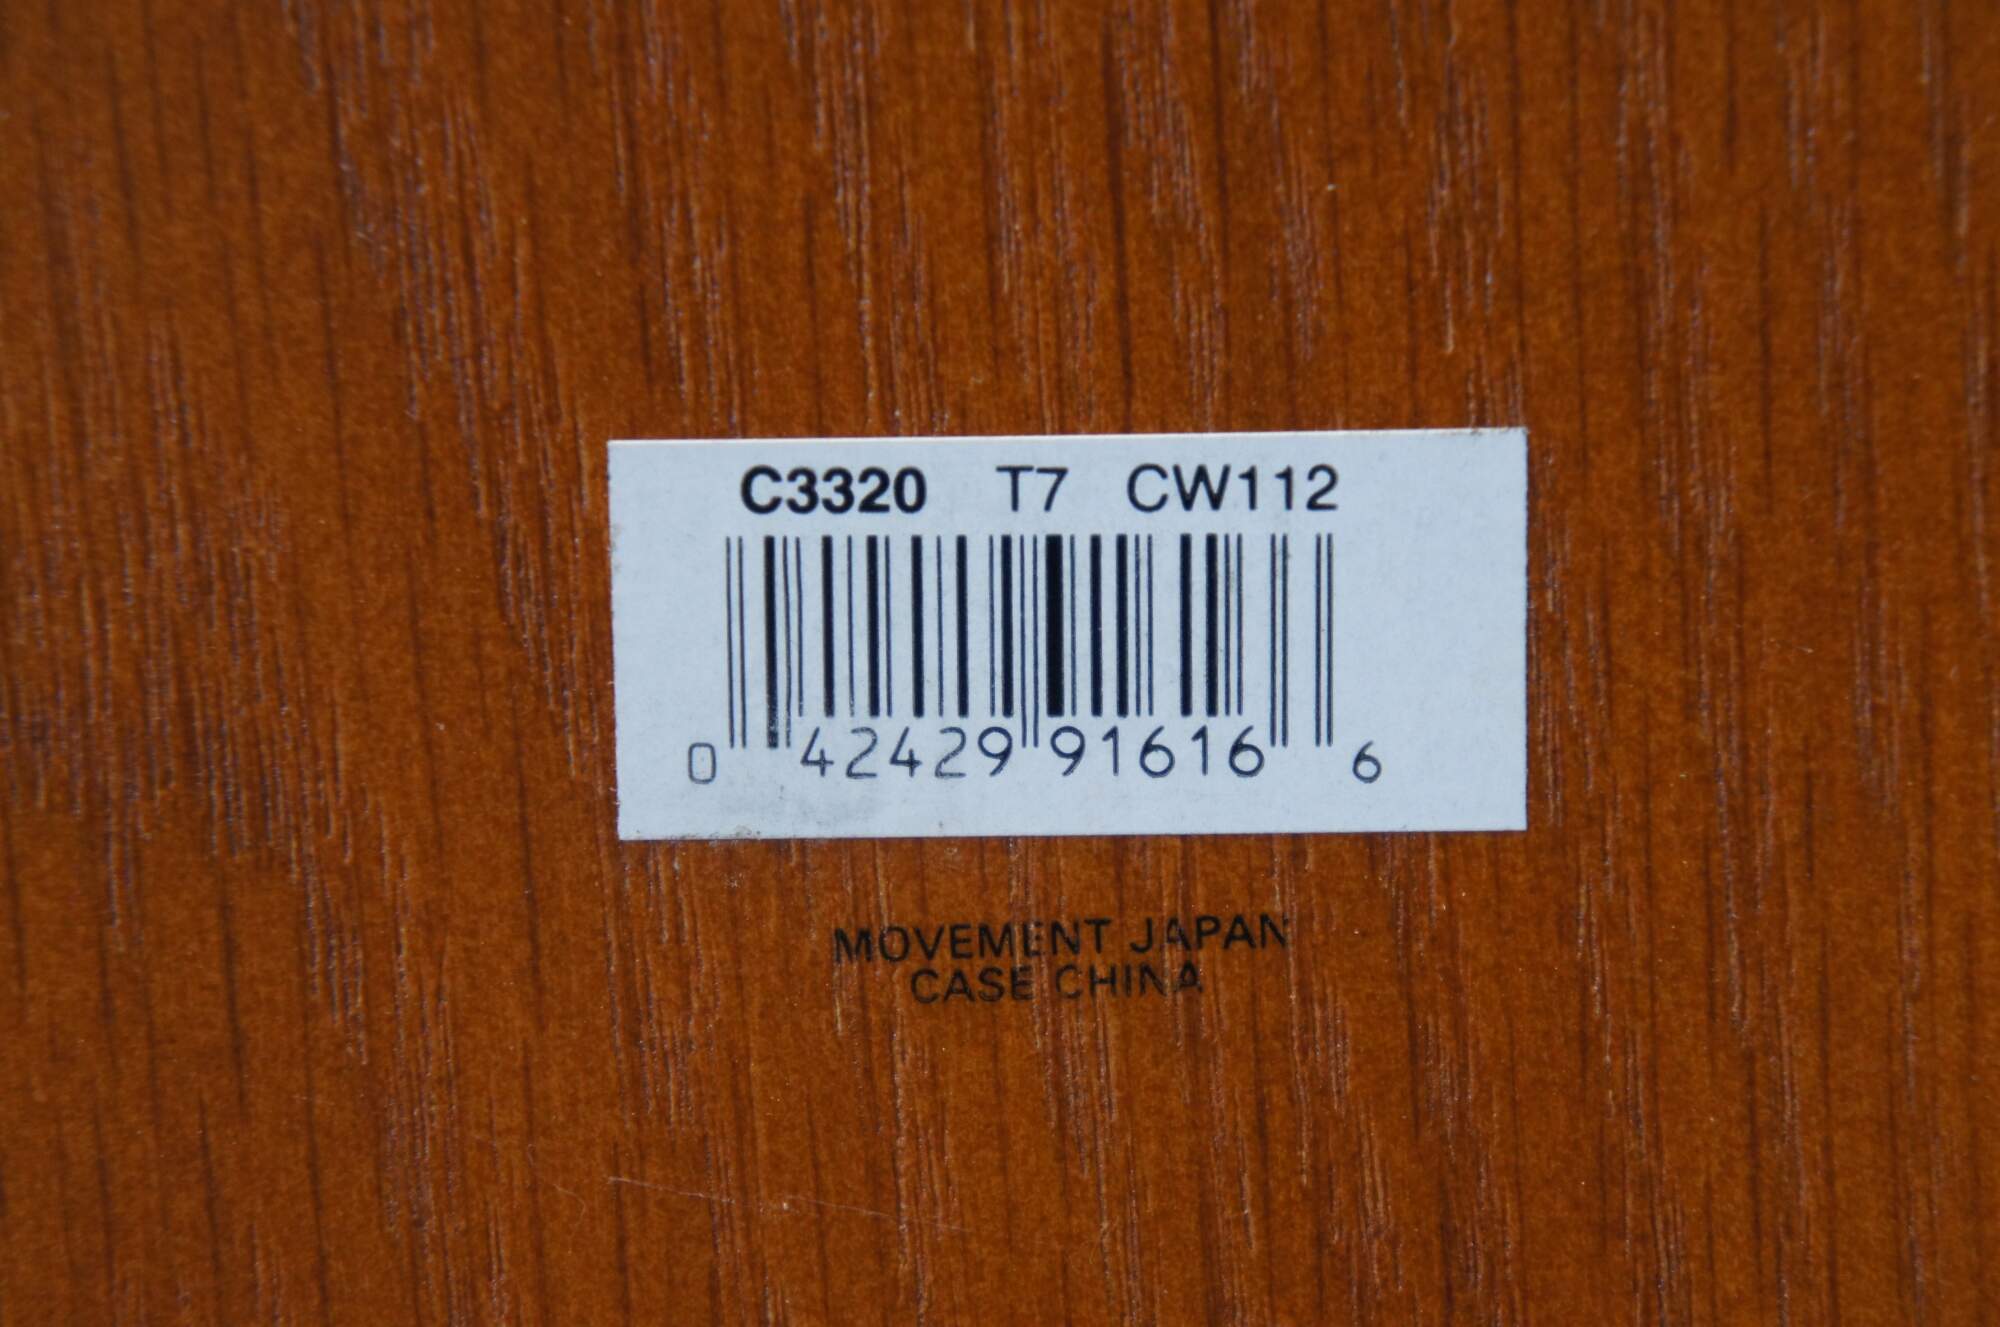 C3320 T7 CW112
0 42429 91616 6
MOVEMENT JAPAN
CASE CHINA